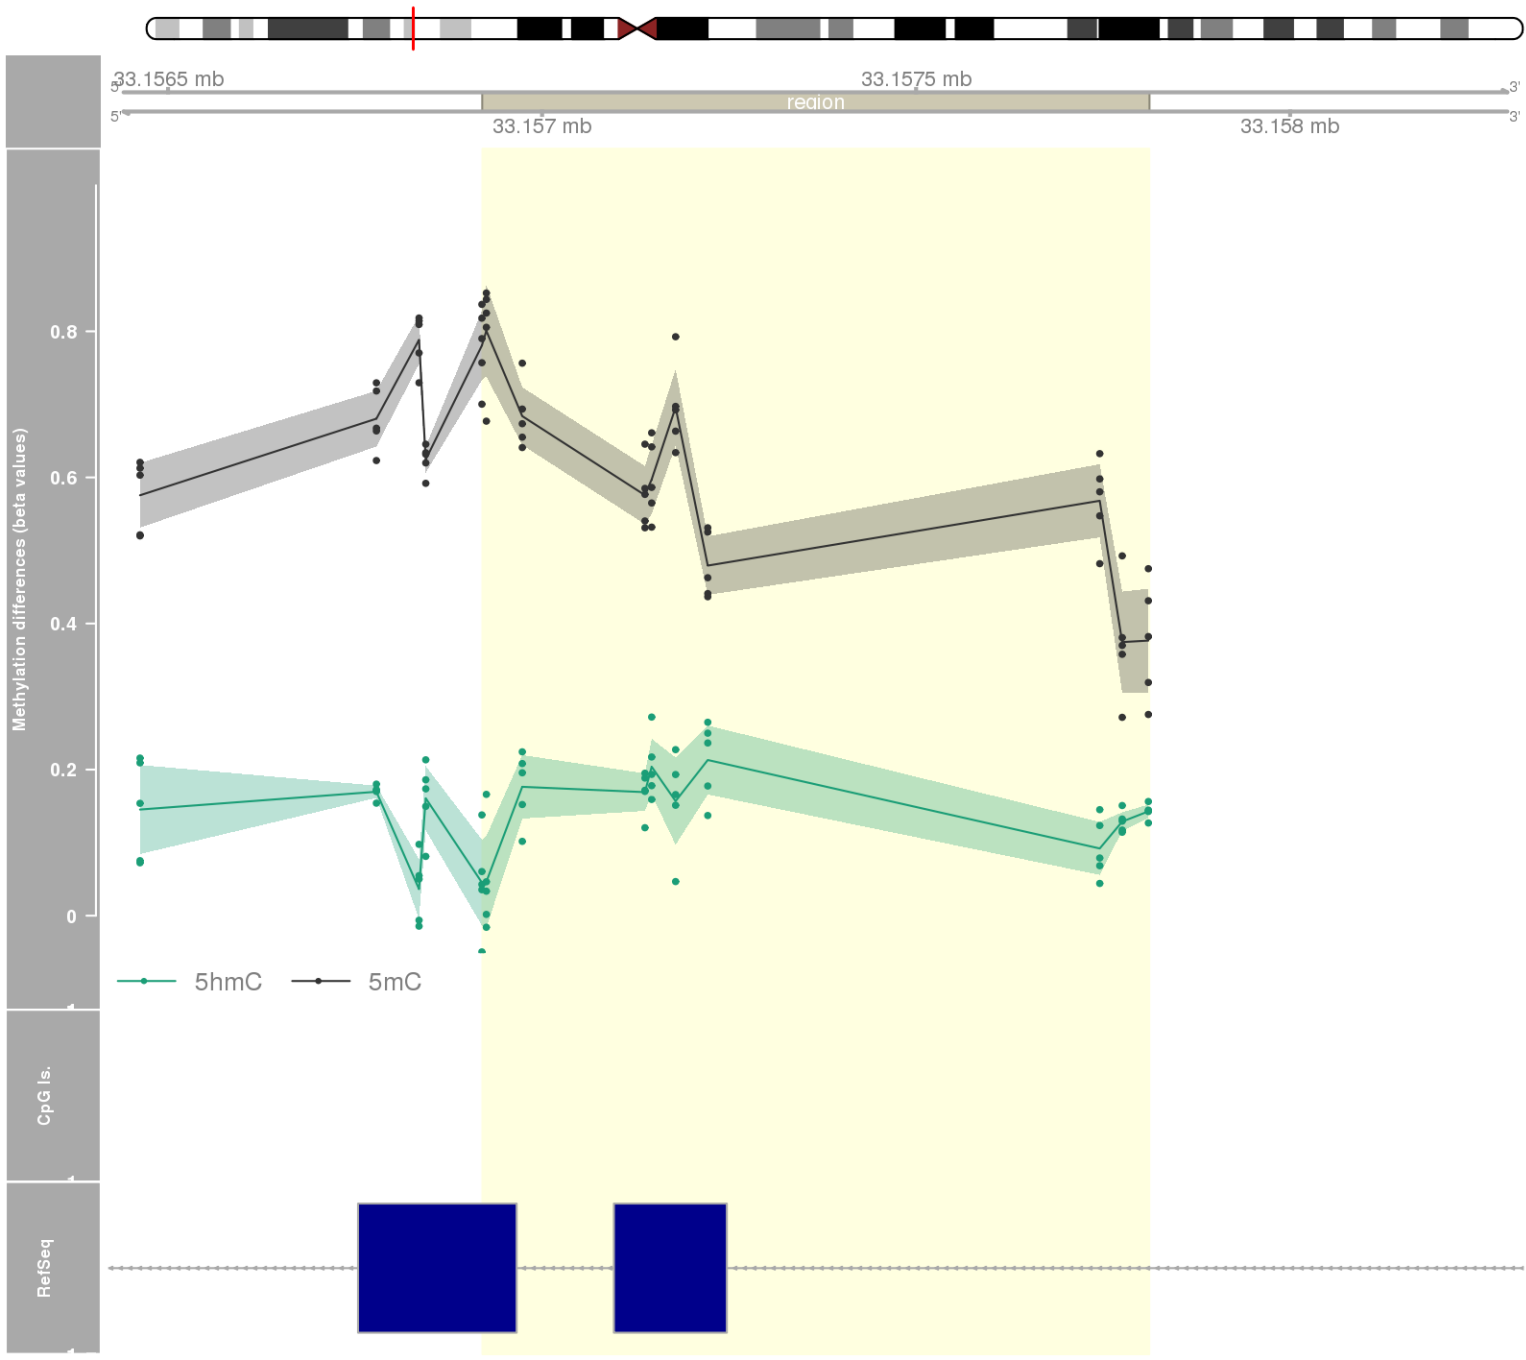 33.1565 mb
33.1575 mb
5'
3'
region
5'
3'
33.157 mb
33.158 mb
Methylation differences (beta values)
0.8
0.6
0.4
0.2
0
5hmC
5mC
CpG Is.
RefSeq